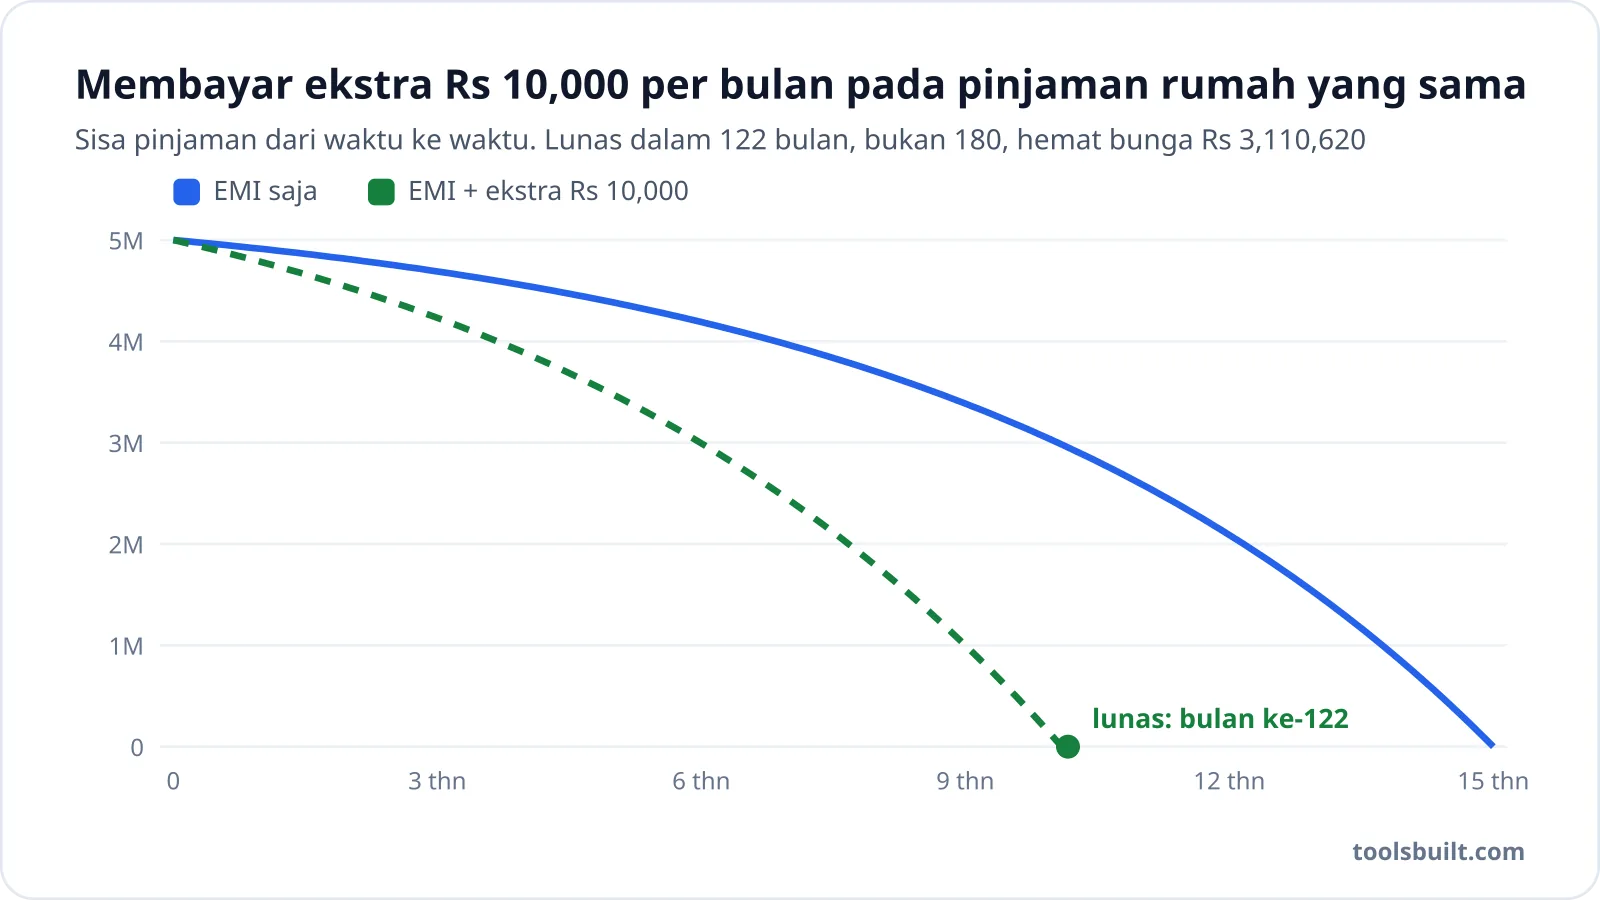 Membayar ekstra Rs 10,000 per bulan pada pinjaman rumah yang sama
Sisa pinjaman dari waktu ke waktu. Lunas dalam 122 bulan, bukan 180, hemat bunga Rs 3,110,620
EMI saja
EMI + ekstra Rs 10,000
5M
4M
3M
2M
1M
0
lunas: bulan ke-122
0
3 thn
6 thn
9 thn
12 thn
15 thn
toolsbuilt.com